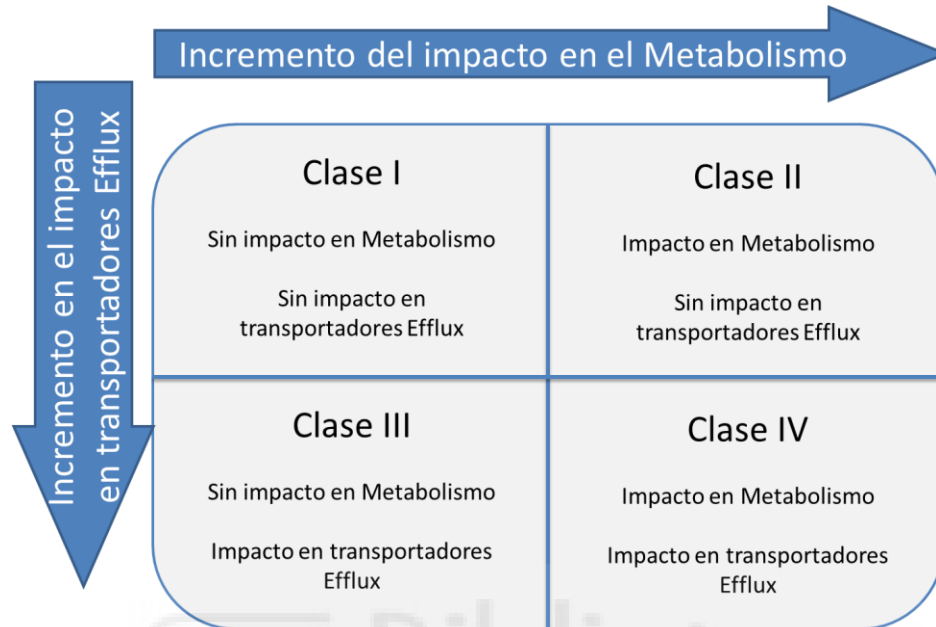 Incremento del impacto en el Metabolismo
Incremento en el impacto
en transportadores Efflux
Clase I
Sin impacto en Metabolismo
Sin impacto en
transportadores Efflux
Clase II
Impacto en Metabolismo
Sin impacto en
transportadores Efflux
Clase III
Sin impacto en Metabolismo
Impacto en transportadores
Efflux
Clase IV
Impacto en Metabolismo
Impacto en transportadores
Efflux